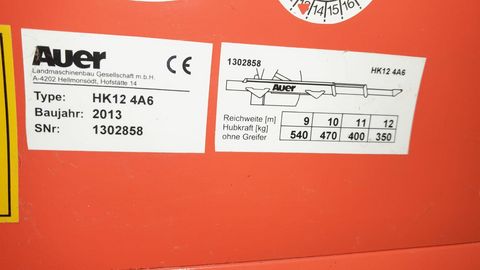 13 14 15 16
Auer
CE
Landmaschinenbau Gesellschaft m.b.H.
A-4202 Hellmonsödt, Hofstätte 14
Type: HK12 4A6
Baujahr: 2013
SNr: 1302858
1302858
HK12 4A6
Auer
Reichweite [m] 9 10 11 12
Hubkraft [kg]
ohne Greifer 540 470 400 350